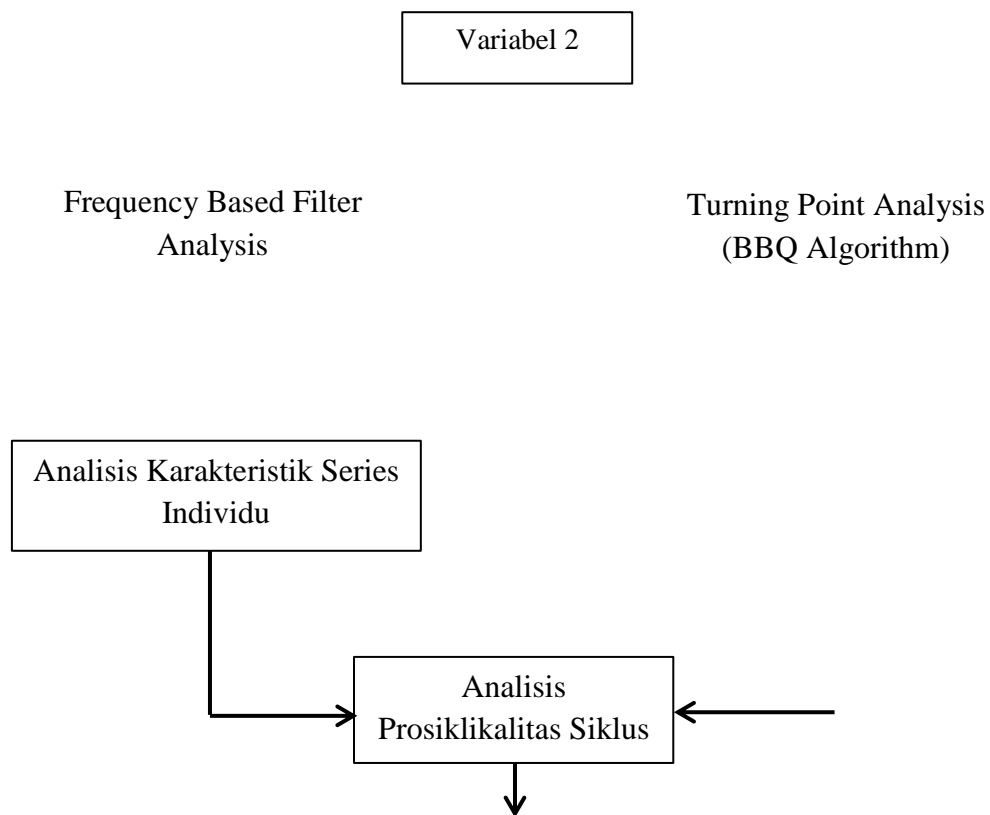 Variabel 2
Frequency Based Filter
Analysis
Turning Point Analysis
(BBQ Algorithm)
Analisis Karakteristik Series
Individu
Analisis
Prosiklikalitas Siklus